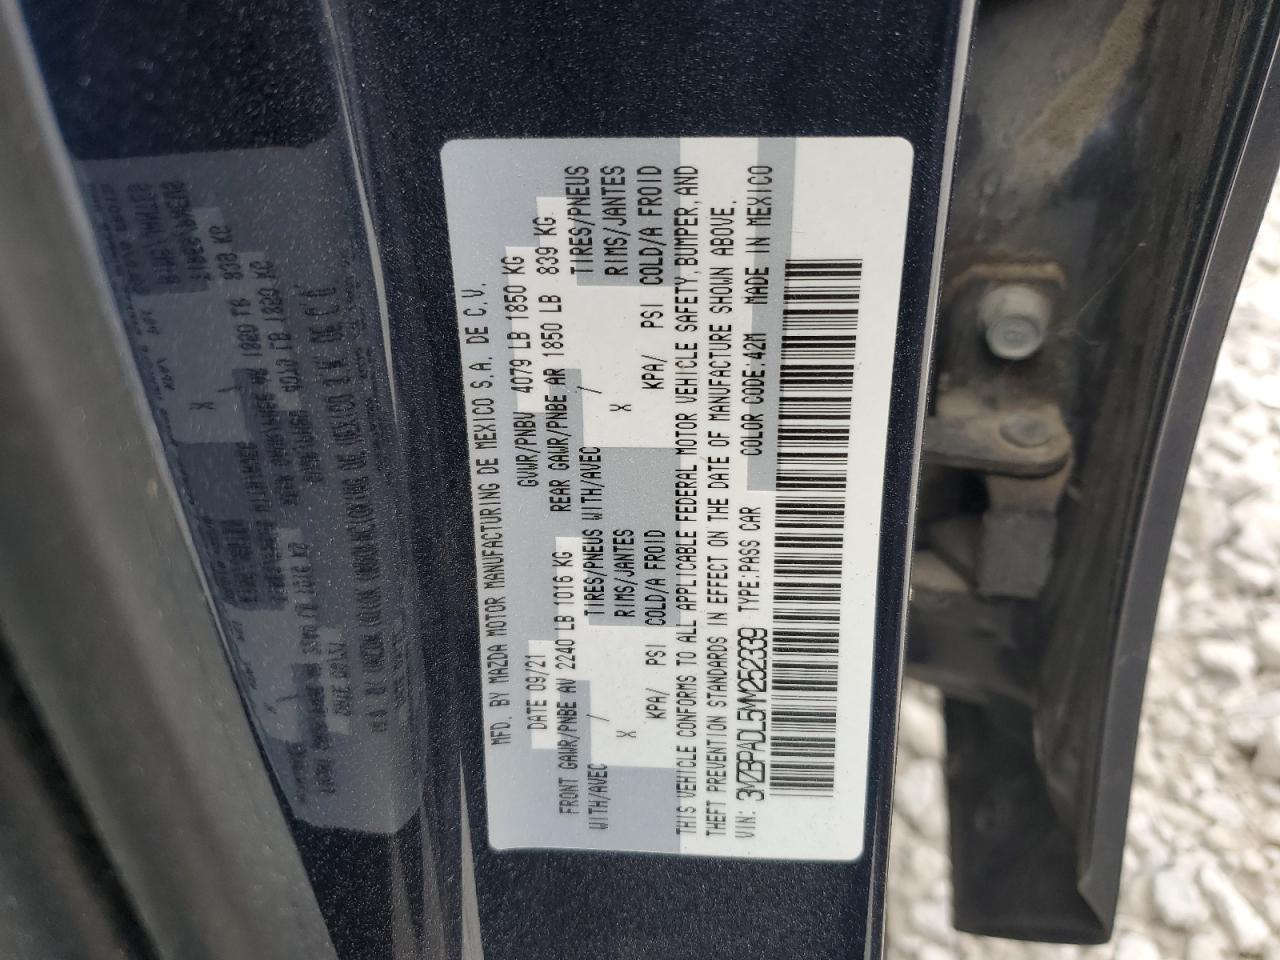 MFD. BY MAZDA MOTOR MANUFACTURING DE MEXICO S.A. DE C.V.
DATE 09/21 GVWR/PNBV 4079 LB 1850 KG
FRONT GAWR/PNBE AV 2240 LB 1016 KG REAR GAWR/PNBE AR 1850 LB 839 KG
WITH/AVEC / TIRES/PNEUS WITH/AVEC / TIRES/PNEUS
X RIMS/JANTES X RIMS/JANTES
KPA/ PSI COLD/A FROID KPA/ PSI COLD/A FROID
THIS VEHICLE CONFORMS TO ALL APPLICABLE FEDERAL MOTOR VEHICLE SAFETY, BUMPER, AND
THEFT PREVENTION STANDARDS IN EFFECT ON THE DATE OF MANUFACTURE SHOWN ABOVE.
VIN: 3MZBPADL5MM252339 TYPE:PASS CAR COLOR CODE:42M MADE IN MEXICO